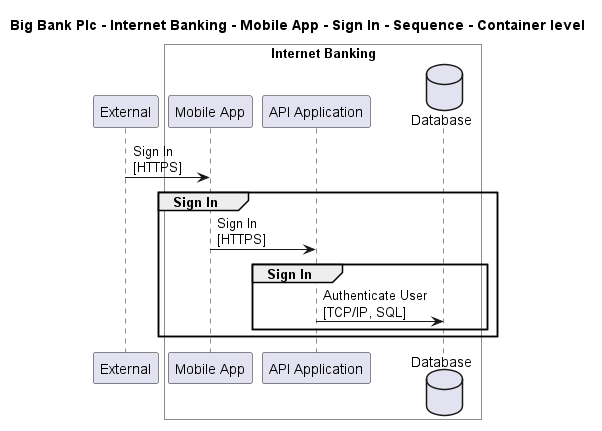 Big Bank Plc - Internet Banking - Mobile App - Sign In - Sequence - Container level
Internet Banking
External
Mobile App
API Application
Database
Sign In
[HTTPS]
Sign In
Sign In
[HTTPS]
Sign In
Authenticate User
[TCP/IP, SQL]
External
Mobile App
API Application
Database